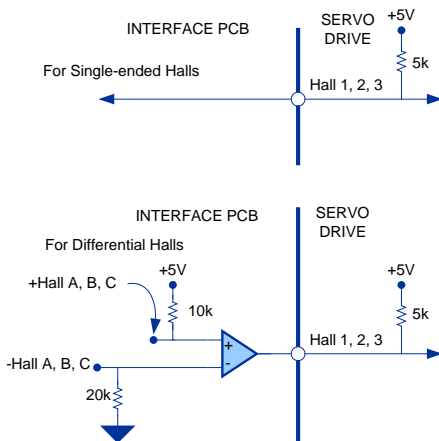 INTERFACE PCB
SERVO
DRIVE
+5V
For Single-ended Halls
5k
Hall 1, 2, 3
INTERFACE PCB
SERVO
DRIVE
For Differential Halls
+5V
+5V
+Hall A, B, C
10k
5k
Hall 1, 2, 3
+
-
-Hall A, B, C
20k